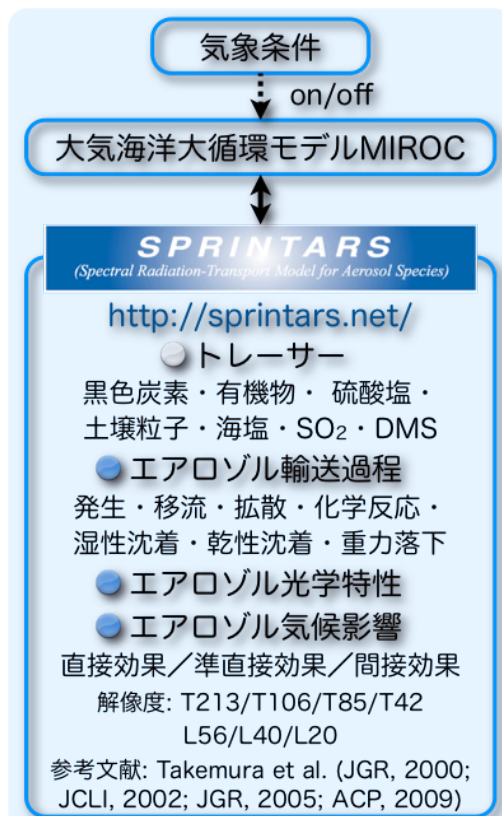 気象条件
on/off
大気海洋大循環モデルMIROC
SPRINTARS
(Spectral Radiation-Transport Model for Aerosol Species)
http://sprintars.net/
トレーサー
黒色炭素・有機物・ 硫酸塩・
土壌粒子・海塩・SO₂・DMS
エアロゾル輸送過程
発生・移流・拡散・化学反応・
湿性沈着・乾性沈着・重力落下
エアロゾル光学特性
エアロゾル気候影響
直接効果／準直接効果／間接効果
解像度: T213/T106/T85/T42
L56/L40/L20
参考文献: Takemura et al. (JGR, 2000;
JCLI, 2002; JGR, 2005; ACP, 2009)